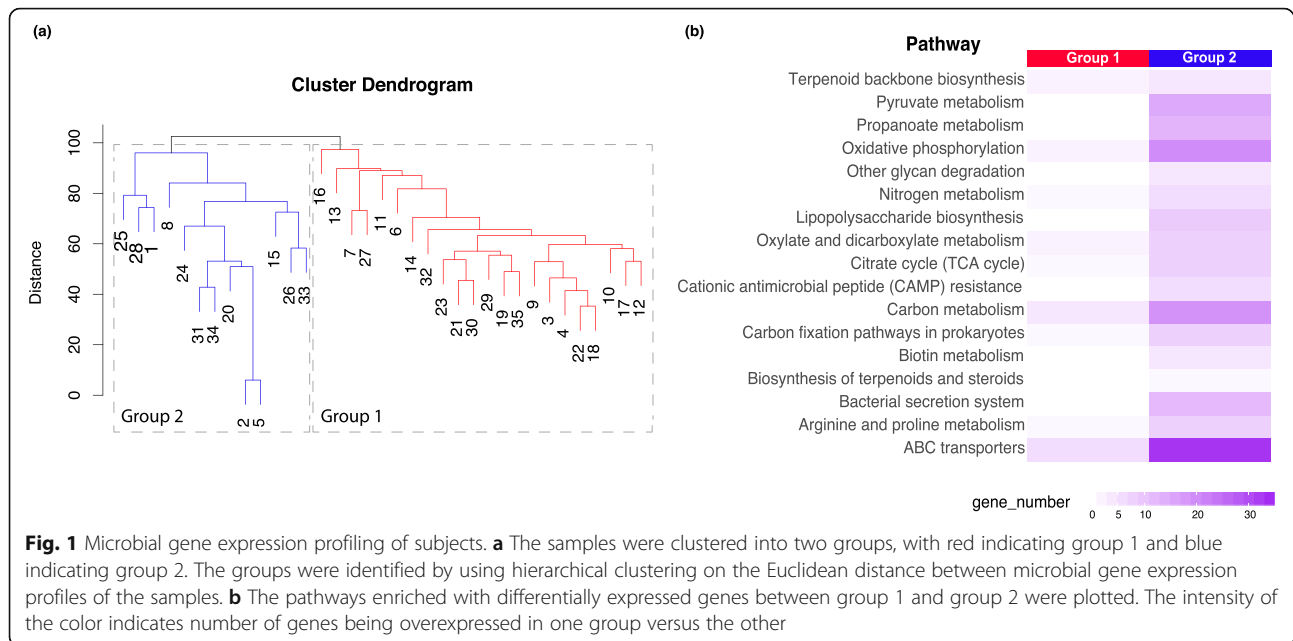 (a)
Cluster Dendrogram
Distance
100
80
60
40
20
0
25
28
1
8
24
31
34
20
2
5
15
26
33
16
13
7
27
11
6
14
32
23
21
30
29
19
35
9
3
4
22
18
10
17
12
Group 2
Group 1
(b)
Pathway
Group 1 Group 2
Terpenoid backbone biosynthesis
Pyruvate metabolism
Propanoate metabolism
Oxidative phosphorylation
Other glycan degradation
Nitrogen metabolism
Lipopolysaccharide biosynthesis
Oxylate and dicarboxylate metabolism
Citrate cycle (TCA cycle)
Cationic antimicrobial peptide (CAMP) resistance
Carbon metabolism
Carbon fixation pathways in prokaryotes
Biotin metabolism
Biosynthesis of terpenoids and steroids
Bacterial secretion system
Arginine and proline metabolism
ABC transporters
gene_number
0 5 10 20 30
Fig. 1 Microbial gene expression profiling of subjects. a The samples were clustered into two groups, with red indicating group 1 and blue
indicating group 2. The groups were identified by using hierarchical clustering on the Euclidean distance between microbial gene expression
profiles of the samples. b The pathways enriched with differentially expressed genes between group 1 and group 2 were plotted. The intensity of
the color indicates number of genes being overexpressed in one group versus the other